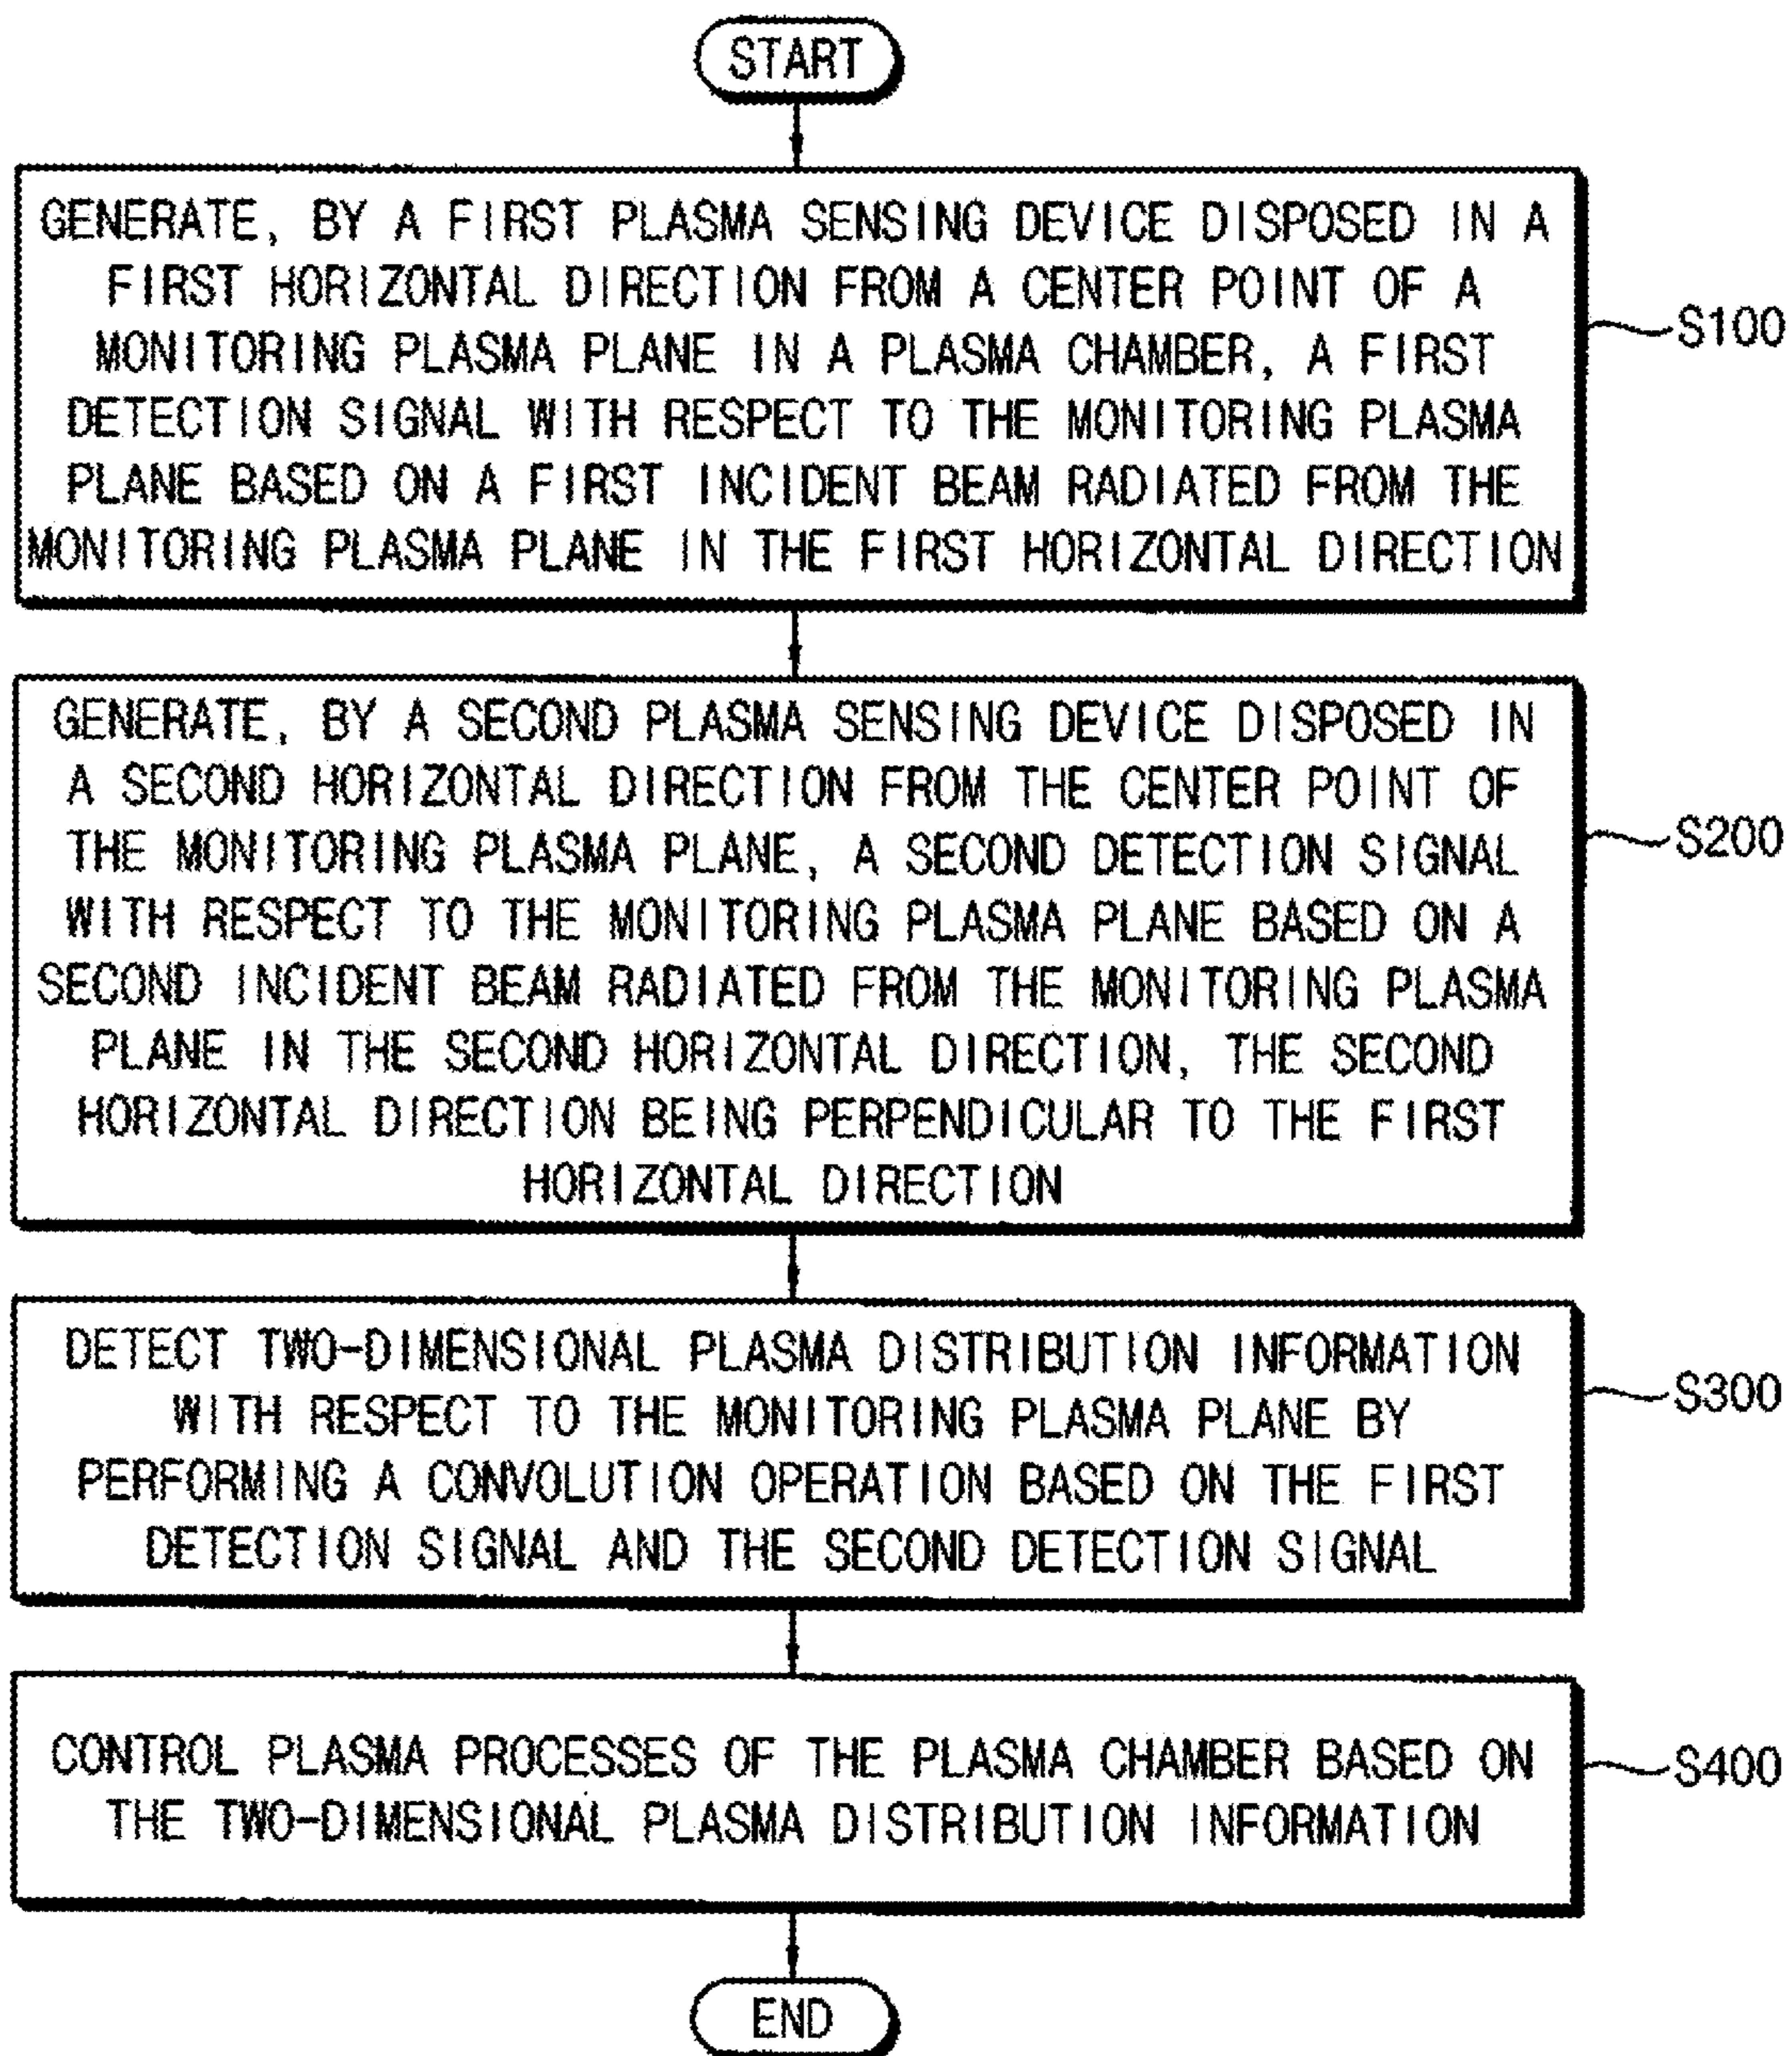 START
GENERATE, BY A FIRST PLASMA SENSING DEVICE DISPOSED IN A
FIRST HORIZONTAL DIRECTION FROM A CENTER POINT OF A
MONITORING PLASMA PLANE IN A PLASMA CHAMBER, A FIRST
DETECTION SIGNAL WITH RESPECT TO THE MONITORING PLASMA
PLANE BASED ON A FIRST INCIDENT BEAM RADIATED FROM THE
MONITORING PLASMA PLANE IN THE FIRST HORIZONTAL DIRECTION
S100
GENERATE, BY A SECOND PLASMA SENSING DEVICE DISPOSED IN
A SECOND HORIZONTAL DIRECTION FROM THE CENTER POINT OF
THE MONITORING PLASMA PLANE, A SECOND DETECTION SIGNAL
WITH RESPECT TO THE MONITORING PLASMA PLANE BASED ON A
SECOND INCIDENT BEAM RADIATED FROM THE MONITORING PLASMA
PLANE IN THE SECOND HORIZONTAL DIRECTION, THE SECOND
HORIZONTAL DIRECTION BEING PERPENDICULAR TO THE FIRST
HORIZONTAL DIRECTION
S200
DETECT TWO-DIMENSIONAL PLASMA DISTRIBUTION INFORMATION
WITH RESPECT TO THE MONITORING PLASMA PLANE BY
PERFORMING A CONVOLUTION OPERATION BASED ON THE FIRST
DETECTION SIGNAL AND THE SECOND DETECTION SIGNAL
S300
CONTROL PLASMA PROCESSES OF THE PLASMA CHAMBER BASED ON
THE TWO-DIMENSIONAL PLASMA DISTRIBUTION INFORMATION
S400
END